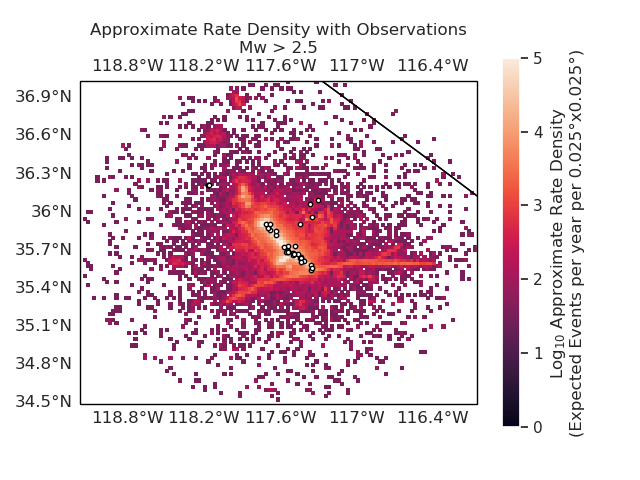 Approximate Rate Density with Observations
Mw > 2.5
118.8°W 118.2°W 117.6°W 117°W 116.4°W
36.9°N
36.6°N
36.3°N
36°N
35.7°N
35.4°N
35.1°N
34.8°N
34.5°N
118.8°W 118.2°W 117.6°W 117°W 116.4°W
5
4
3
2
1
0
Log₁₀ Approximate Rate Density
(Expected Events per year per 0.025°x0.025°)